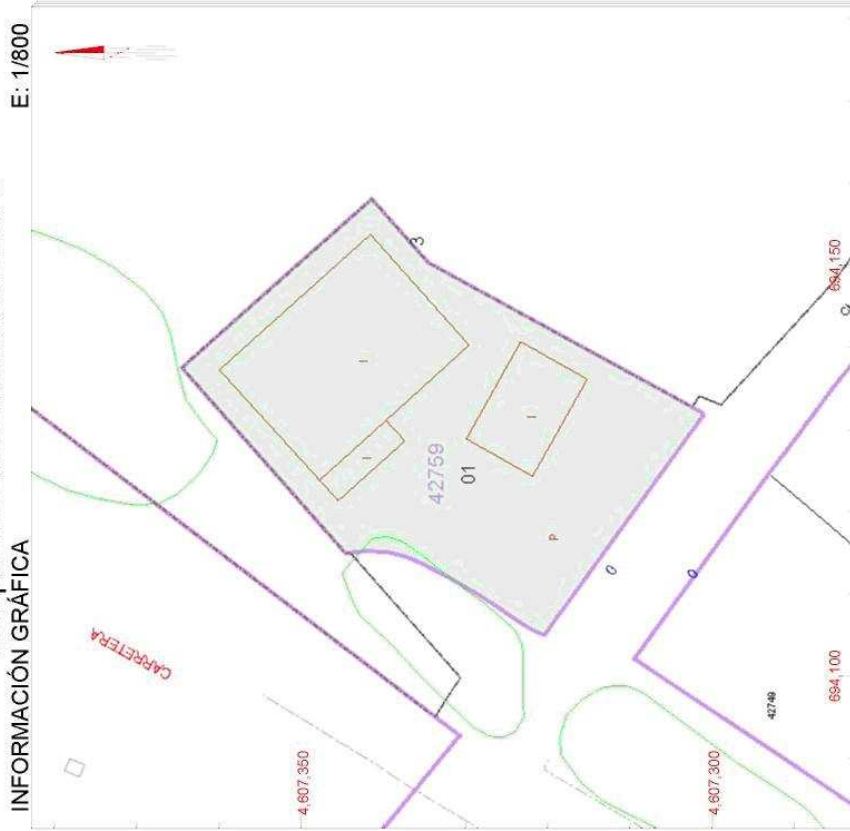 INFORMACIÓN GRÁFICA
E: 1/800
CARRETERA
4,607,350
3
I
I
I
42759
01
P
0
0
694,150
42749
4,607,300
694,100